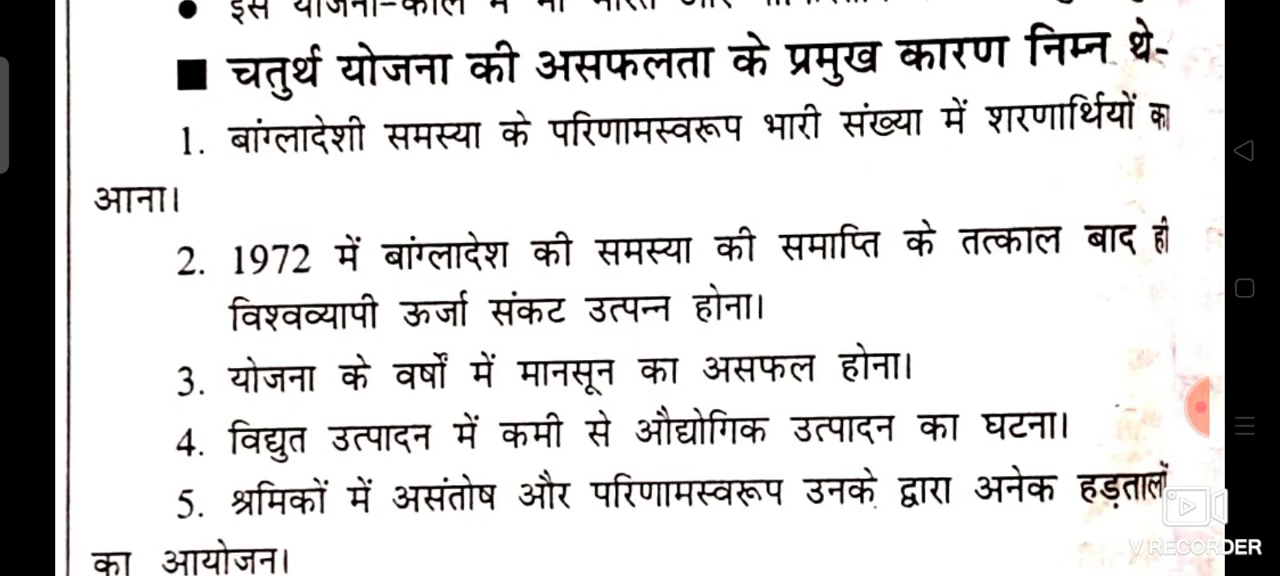 ■ चतुर्थ योजना की असफलता के प्रमुख कारण निम्न थे-
1. बांग्लादेशी समस्या के परिणामस्वरूप भारी संख्या में शरणार्थियों का
आना।
2. 1972 में बांग्लादेश की समस्या की समाप्ति के तत्काल बाद ही
विश्वव्यापी ऊर्जा संकट उत्पन्न होना।
3. योजना के वर्षों में मानसून का असफल होना।
4. विद्युत उत्पादन में कमी से औद्योगिक उत्पादन का घटना।
5. श्रमिकों में असंतोष और परिणामस्वरूप उनके द्वारा अनेक हड़तालों
का आयोजन।
V RECORDER